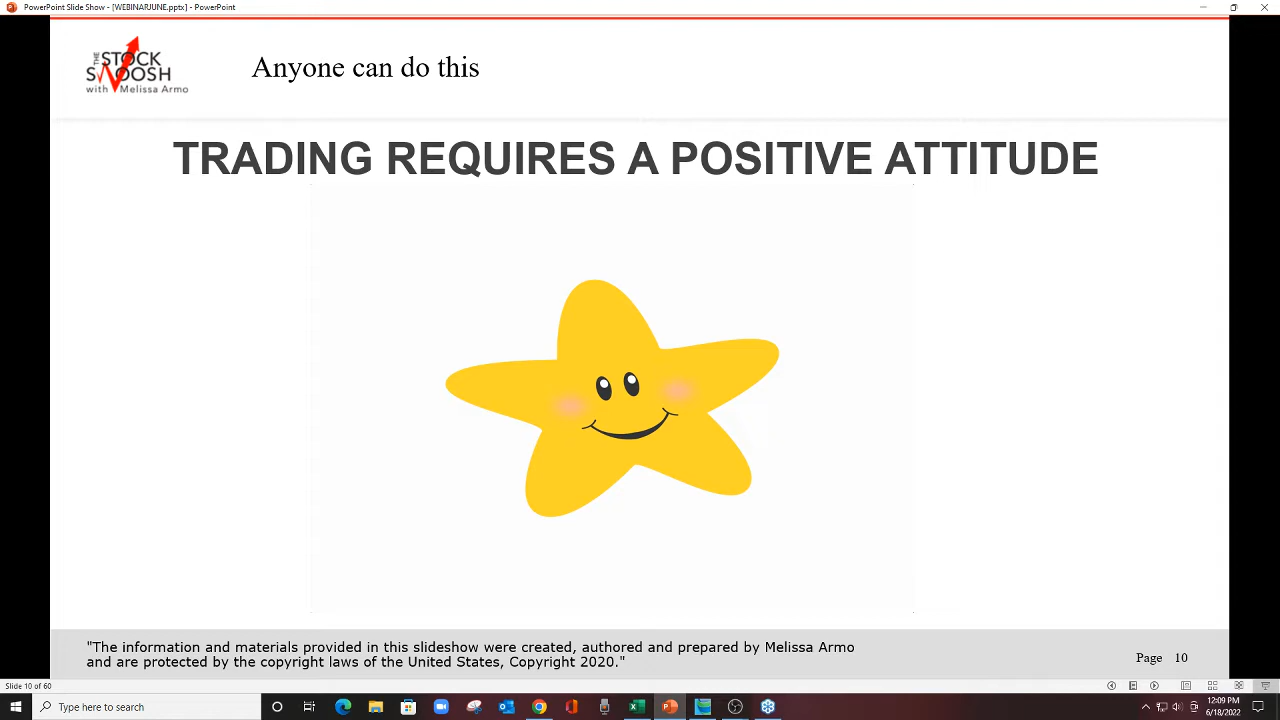 PowerPoint Slide Show - [WEBINARJUNE.pptx] - PowerPoint
THE STOCK
SWOOSH
with Melissa Armo
Anyone can do this
TRADING REQUIRES A POSITIVE ATTITUDE
"The information and materials provided in this slideshow were created, authored and prepared by Melissa Armo
and are protected by the copyright laws of the United States, Copyright 2020."
Page 10
Slide 10 of 60
Type here to search
12:09 PM
6/18/2022